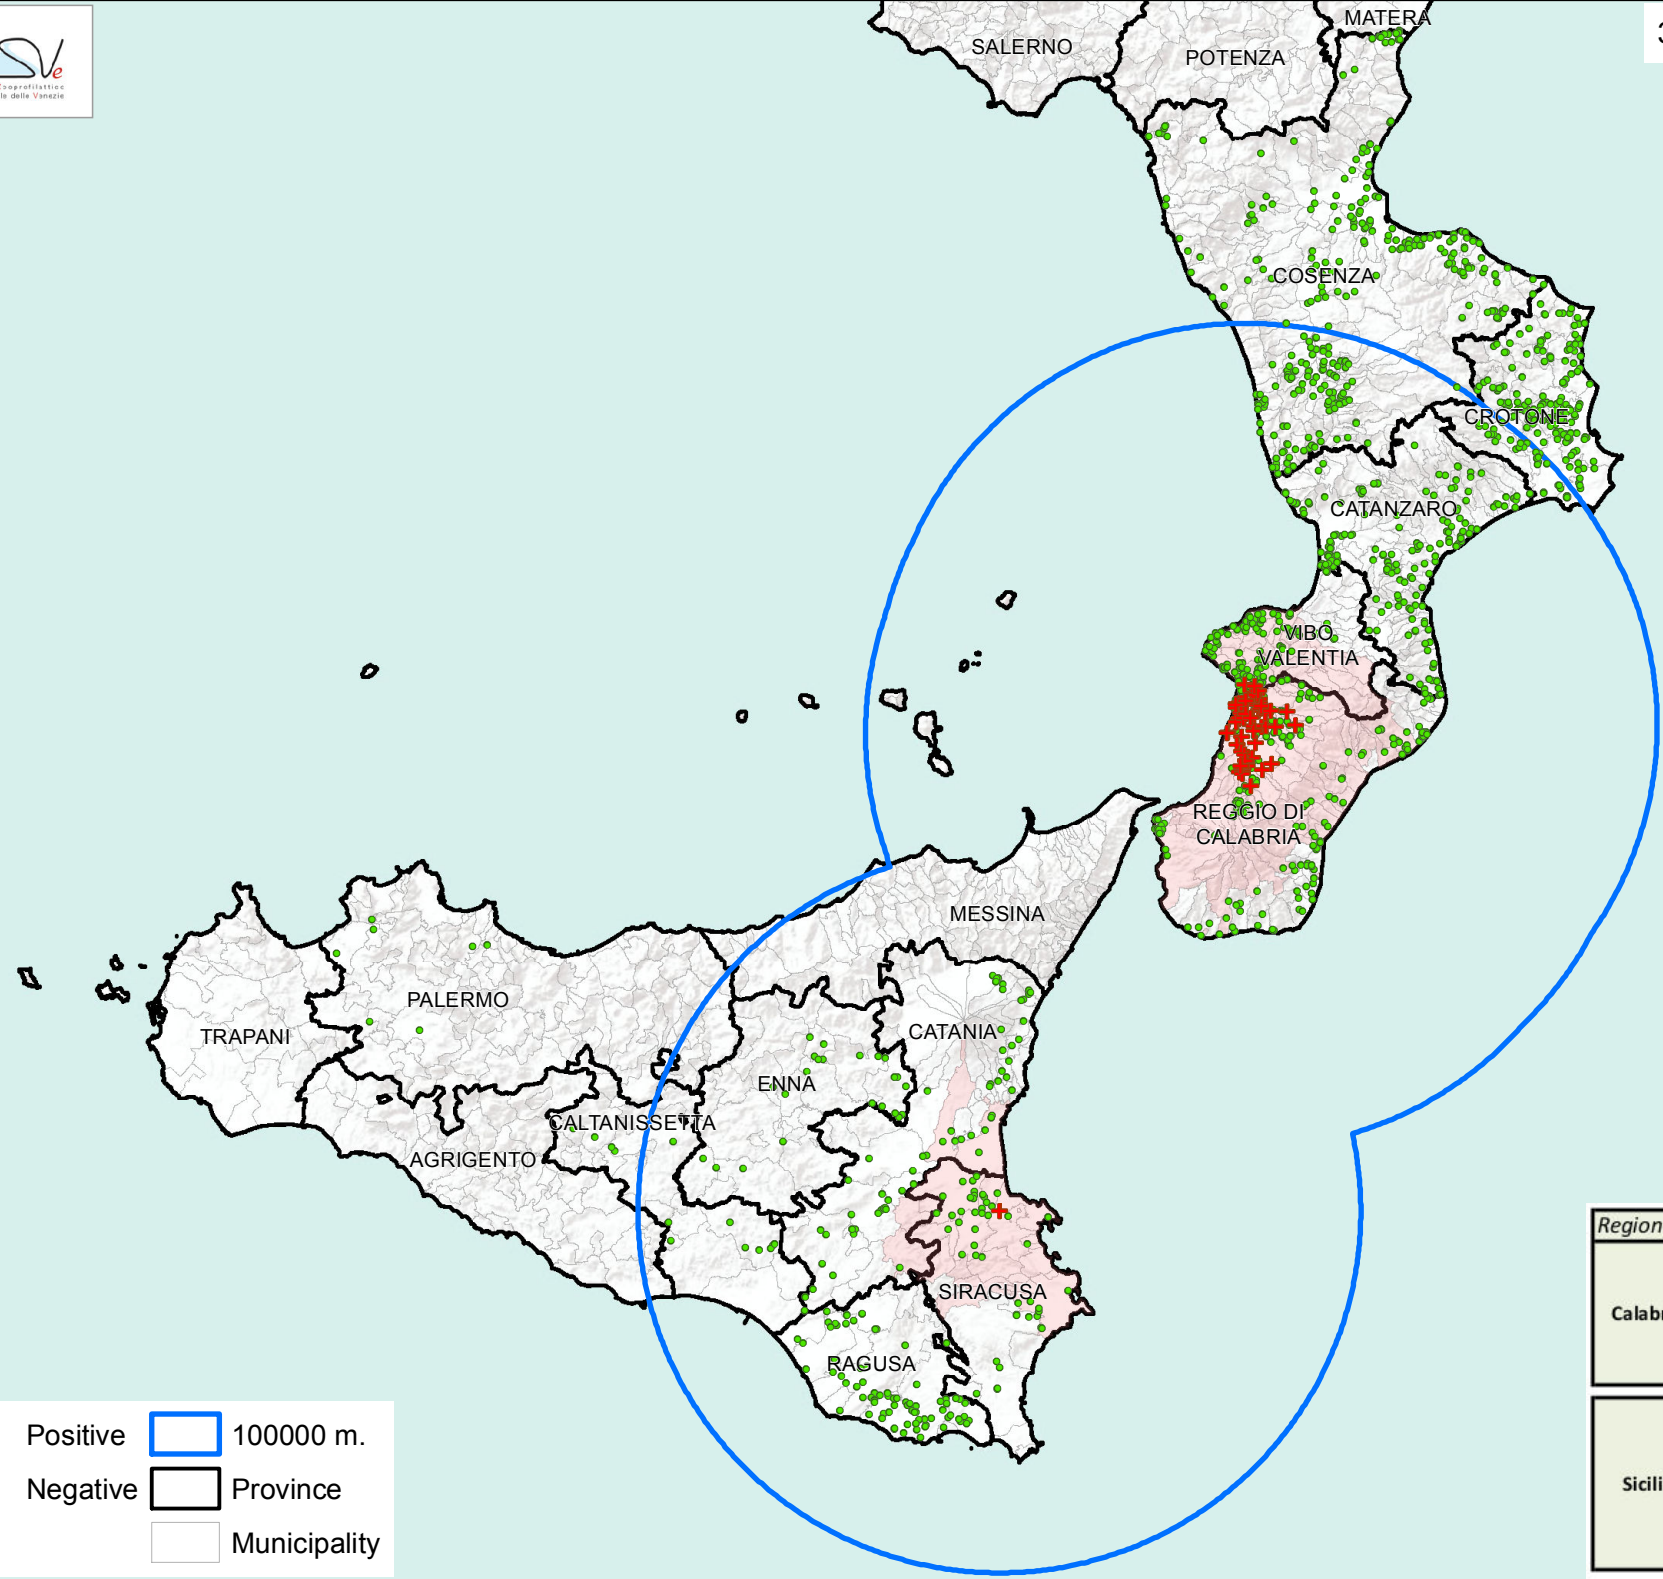 MATERA
SALERNO
POTENZA
3
COSENZA
CROTONE
CATANZARO
VIBO
VALENTIA
REGGIO DI
CALABRIA
MESSINA
PALERMO
TRAPANI
CATANIA
ENNA
CALTANISSETTA
AGRIGENTO
SIRACUSA
RAGUSA
Region
Calabr
Sicili
Positive 100000 m.
Negative Province
Municipality